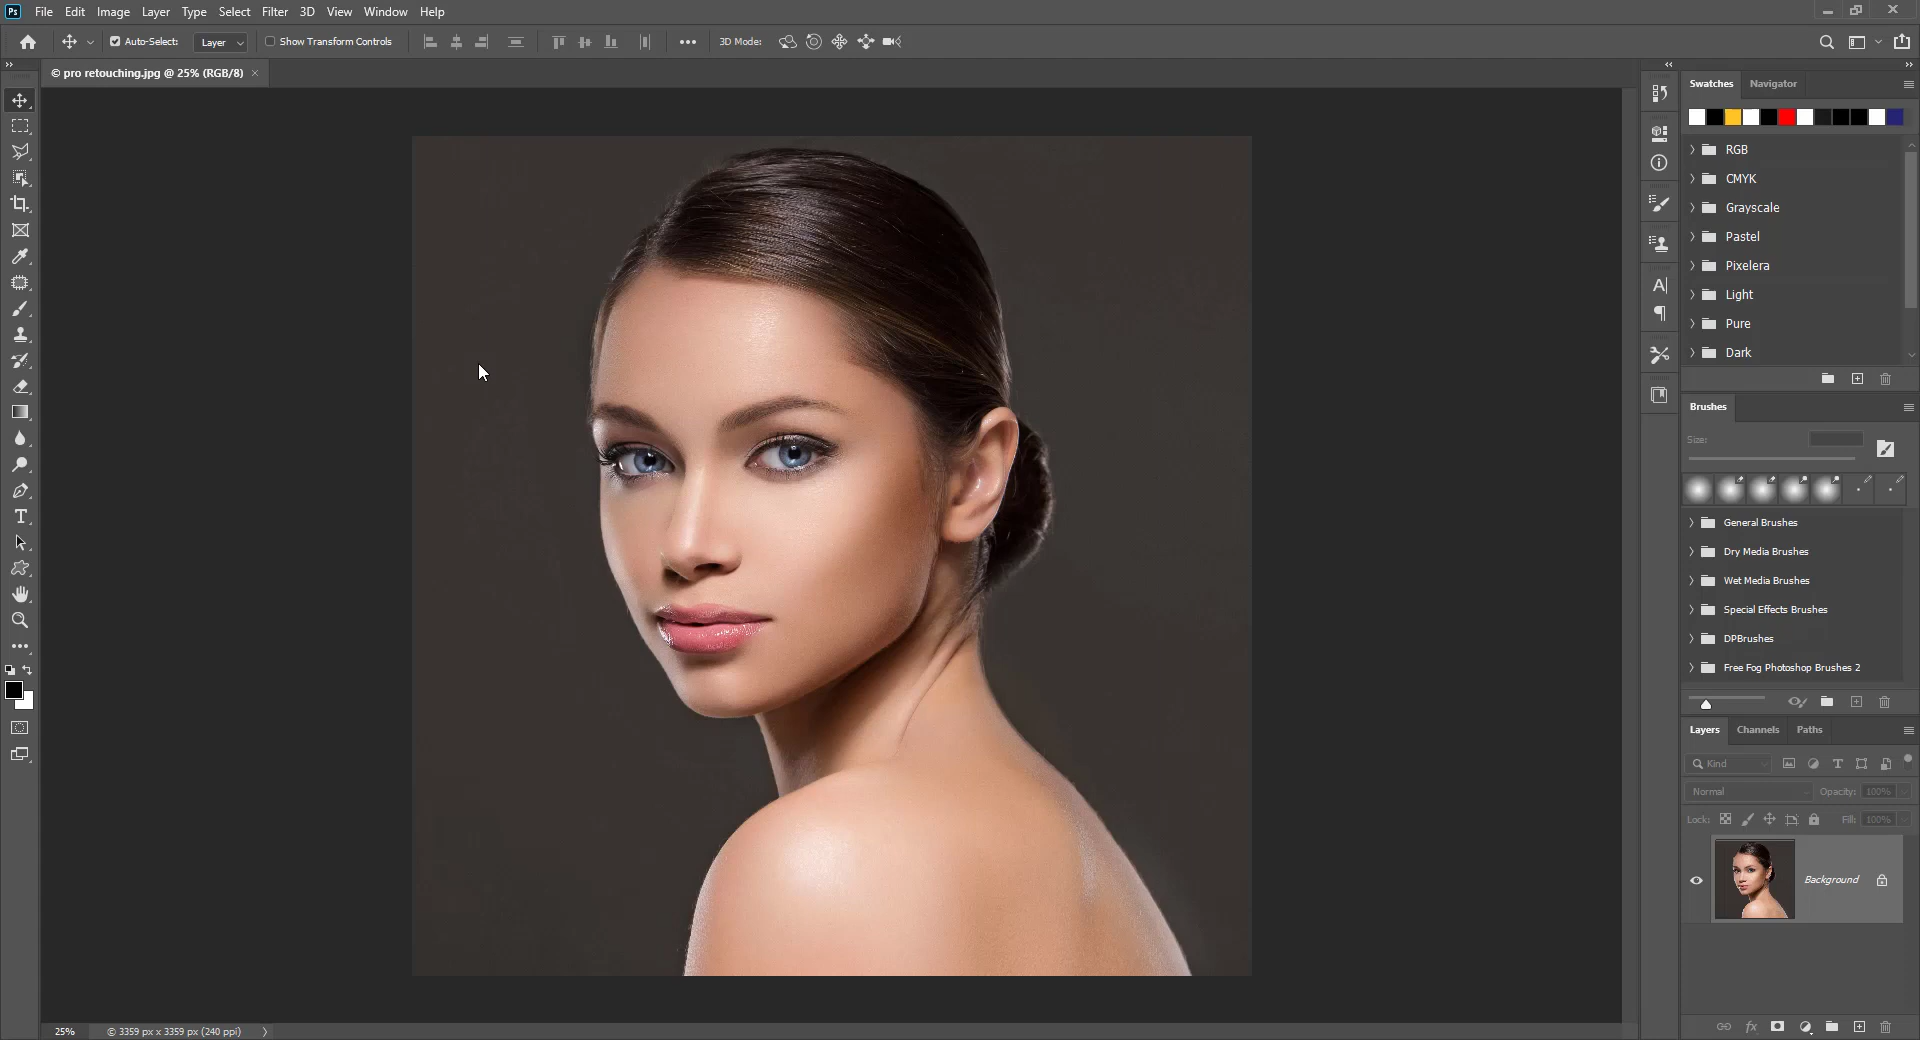 Ps File Edit Image Layer Type Select Filter 3D View Window Help
Auto-Select: Layer Show Transform Controls 3D Mode:
© pro retouching.jpg @ 25% (RGB/8) ×
Swatches Navigator
RGB
CMYK
Grayscale
Pastel
Pixelera
Light
Pure
Dark
Brushes
Size:
General Brushes
Dry Media Brushes
Wet Media Brushes
Special Effects Brushes
DPBrushes
Free Fog Photoshop Brushes 2
Layers Channels Paths
Kind
Normal Opacity: 100%
Lock: Fill: 100%
Background
25% © 3359 px x 3359 px (240 ppi)